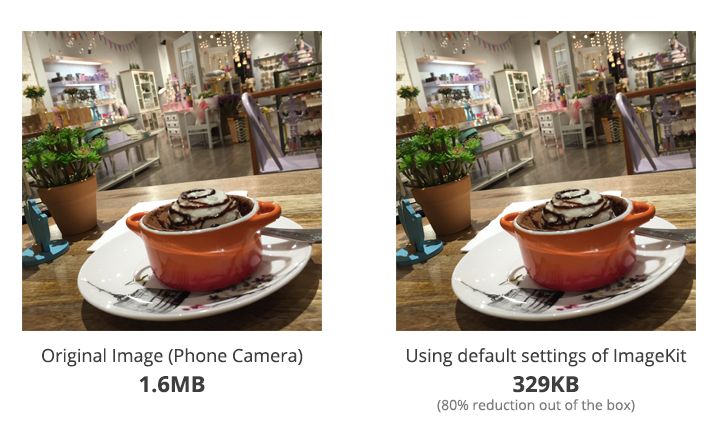 Original Image (Phone Camera)
1.6MB
Using default settings of ImageKit
329KB
(80% reduction out of the box)